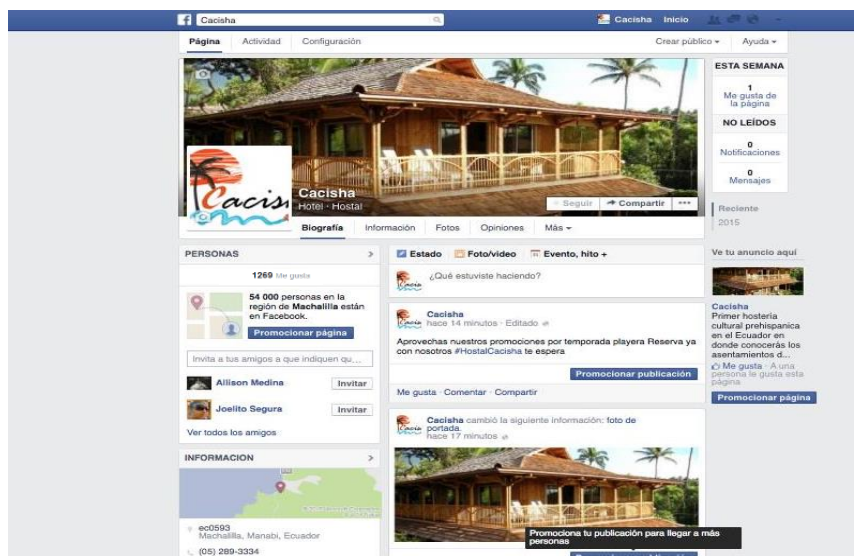 Cacisha
Cacisha Inicio
Página Actividad Configuración
Crear público Ayuda
ESTA SEMANA
1
Me gusta de
la página
NO LEÍDOS
0
Notificaciones
0
Mensajes
Reciente
2015
Cacish
Cacisha
Hotel · Hostal
Seguir Compartir
Biografía Información Fotos Opiniones Más
PERSONAS
1269 Me gusta
54 000 personas en la
región de Machalilla están
en Facebook.
Promocionar página
Invita a tus amigos a que indiquen qu...
Allison Medina Invitar
Joelito Segura Invitar
Ver todos los amigos
INFORMACION
ec0593
Machalilla, Manabi, Ecuador
(05) 289-3334
Estado Foto/video Evento, hito +
¿Qué estuviste haciendo?
Cacisha
hace 14 minutos · Editado
Aprovechas nuestros promociones por temporada playera Reserva ya
con nosotros #HostalCacisha te espera
Promocionar publicación
Me gusta · Comentar · Compartir
Cacisha cambió la siguiente información: foto de
portada.
hace 17 minutos
Promociona tu publicación para llegar a más
personas
Ve tu anuncio aquí
Cacisha
Primer hosteria
cultural prehispanica
en el Ecuador en
donde conocerás los
asentamientos d...
Me gusta · A una
persona le gusta esta
página
Promocionar página